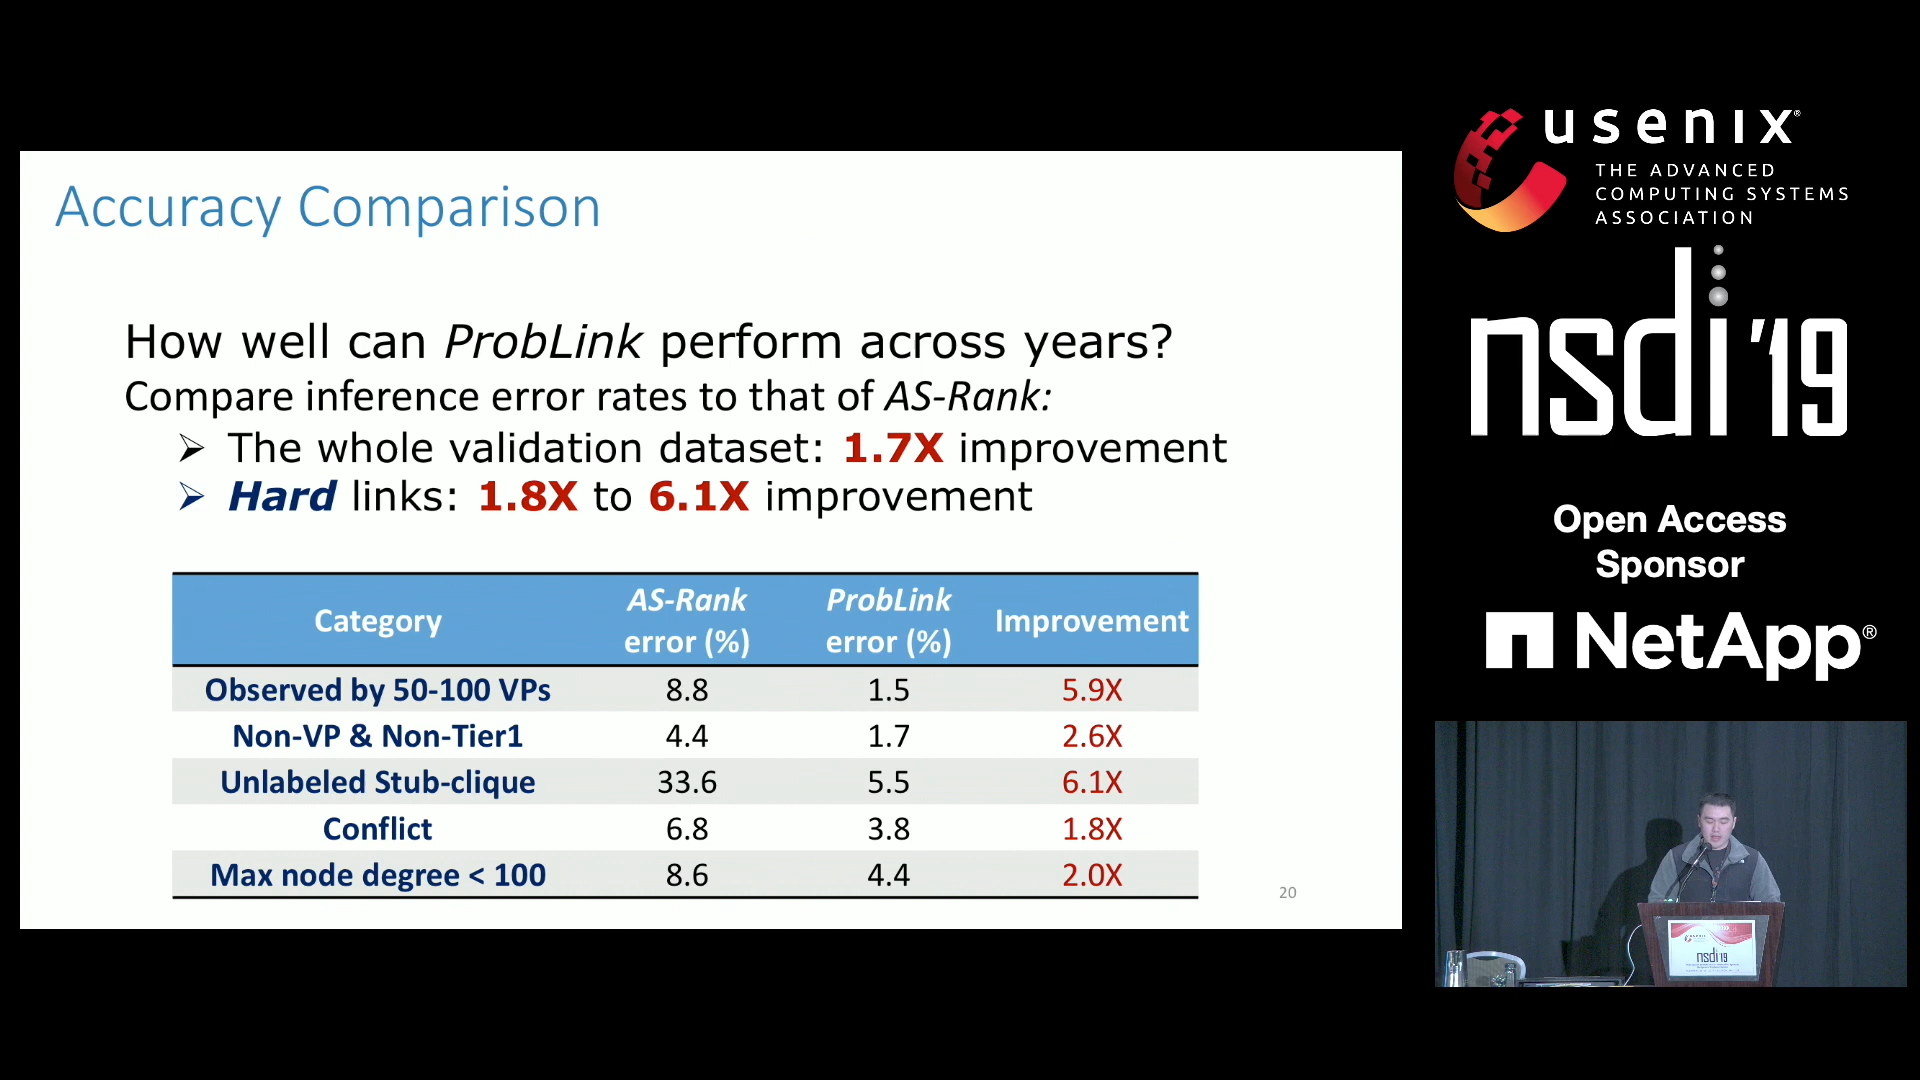 Accuracy Comparison
How well can ProbLink perform across years?
Compare inference error rates to that of AS-Rank:
➢ The whole validation dataset: 1.7X improvement
➢ Hard links: 1.8X to 6.1X improvement
Category AS-Rank error (%) ProbLink error (%) Improvement
Observed by 50-100 VPs 8.8 1.5 5.9X
Non-VP & Non-Tier1 4.4 1.7 2.6X
Unlabeled Stub-clique 33.6 5.5 6.1X
Conflict 6.8 3.8 1.8X
Max node degree < 100 8.6 4.4 2.0X
20
usenix®
THE ADVANCED
COMPUTING SYSTEMS
ASSOCIATION
nsdi '19
Open Access
Sponsor
NetApp®
usenix
nsdi 19